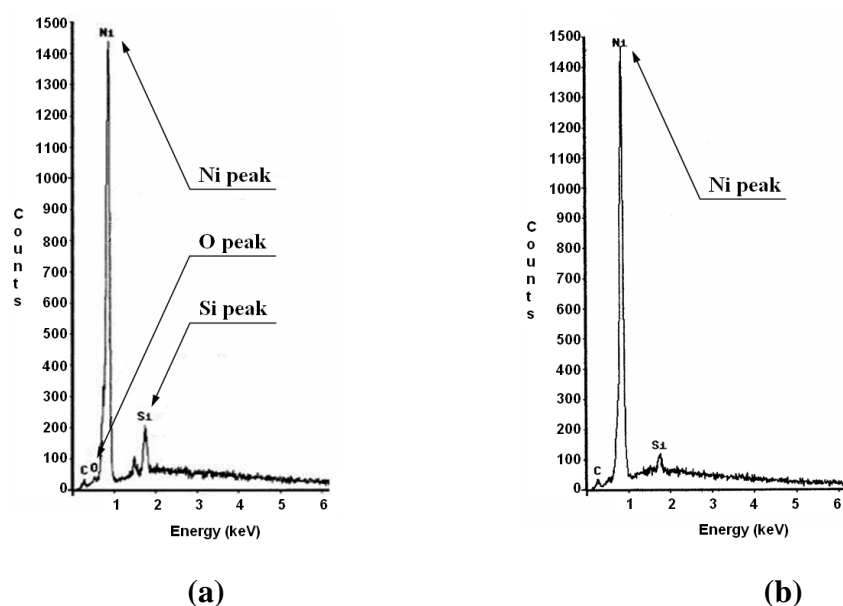 1500
1400
1300
1200
1100
1000
900
800
700
600
500
400
300
200
100
0
Counts
Ni
Ni peak
O peak
Si peak
Si
C O
1 2 3 4 5 6
Energy (keV)
(a)
1500
1400
1300
1200
1100
1000
900
800
700
600
500
400
300
200
100
0
Counts
Ni
Ni peak
Si
C
1 2 3 4 5 6
Energy (keV)
(b)